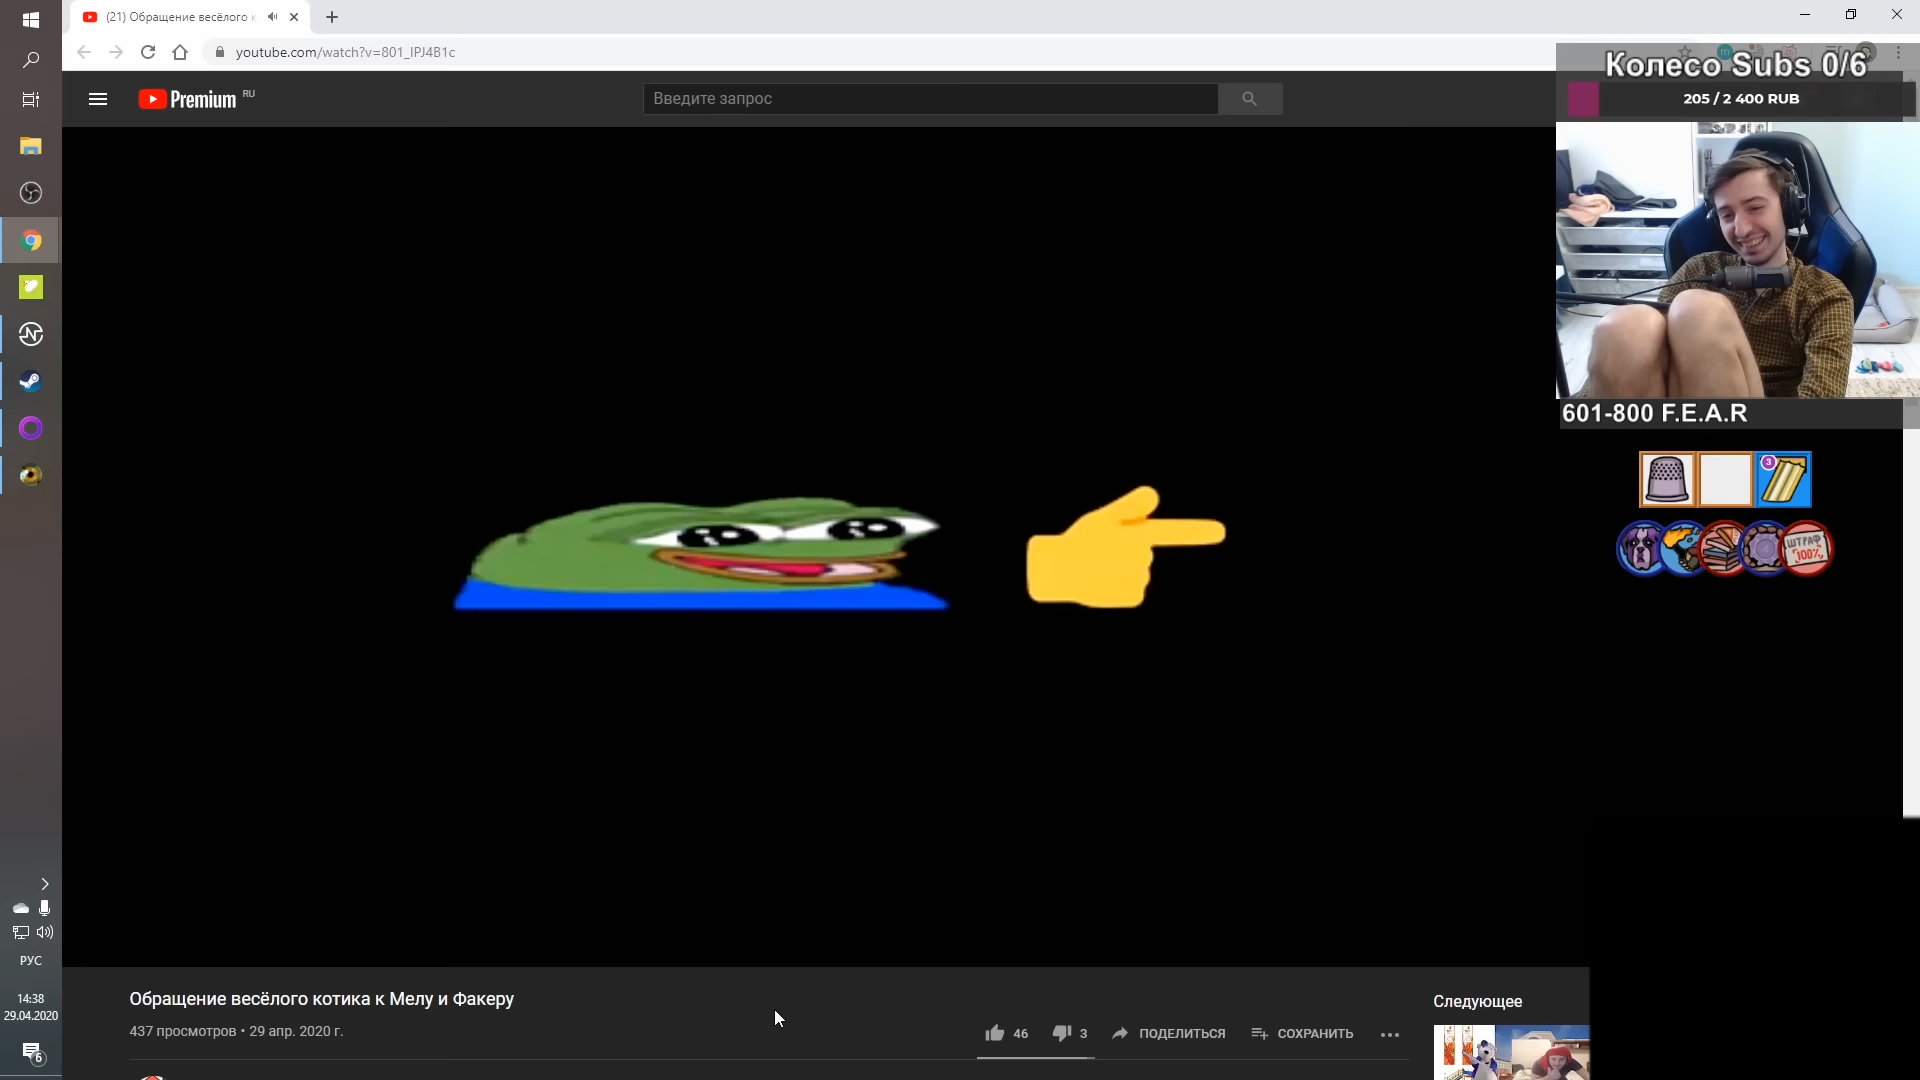 (21) Обращение весёлого к
youtube.com/watch?v=801_IPJ4B1c
Premium RU
Введите запрос
Колесо Subs 0/6
205 / 2 400 RUB
601-800 F.E.A.R
3
ШТРАФ
100%
РУС
14:38
29.04.2020
6
Обращение весёлого котика к Мелу и Факеру
437 просмотров • 29 апр. 2020 г.
46
3
ПОДЕЛИТЬСЯ
СОХРАНИТЬ
Следующее